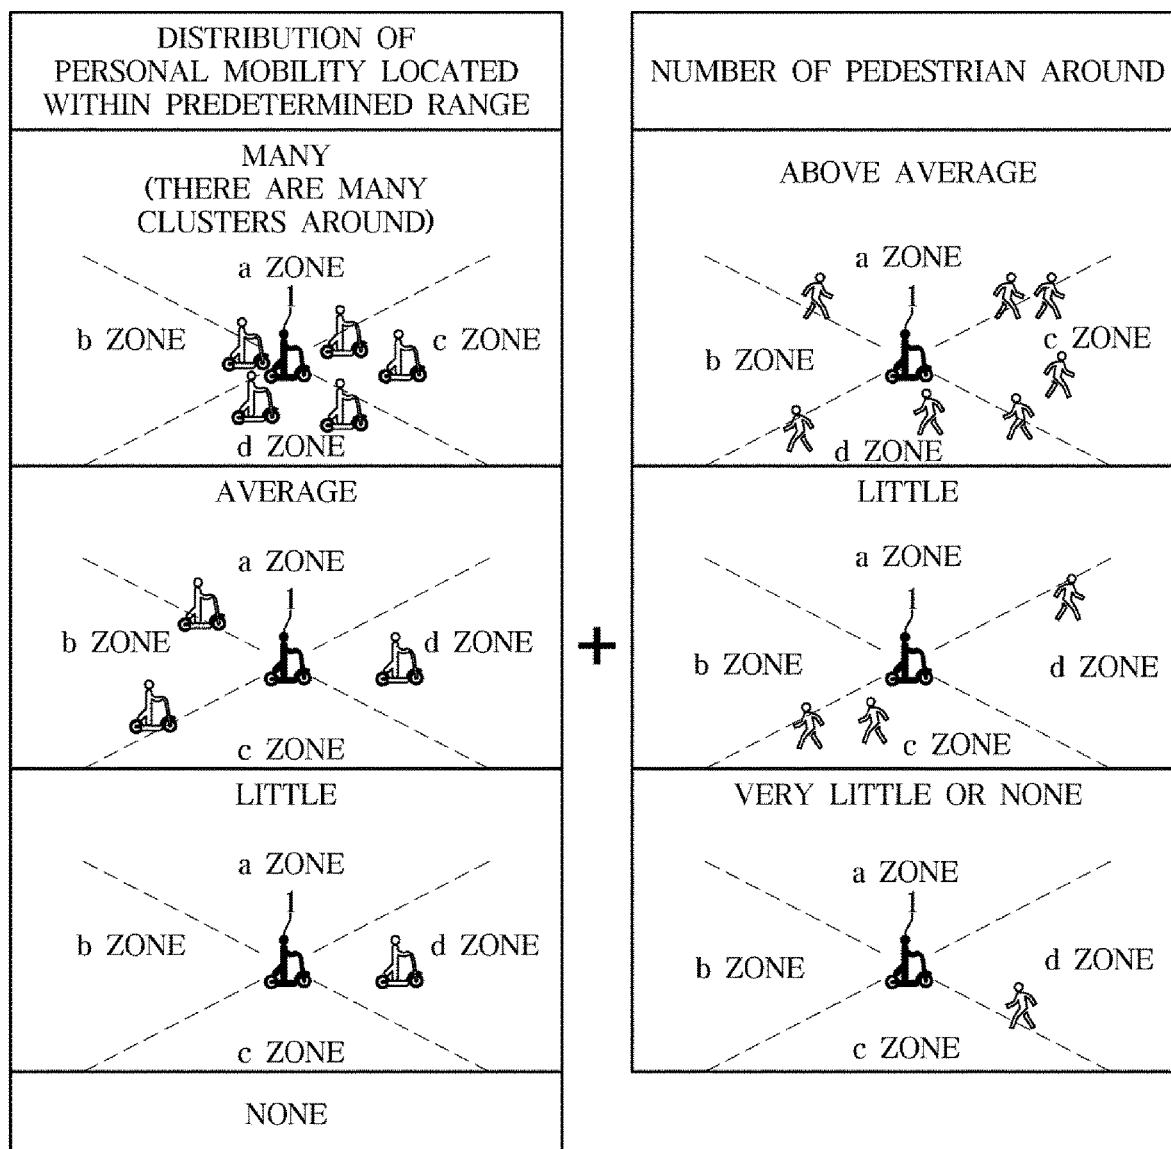 DISTRIBUTION OF
PERSONAL MOBILITY LOCATED
WITHIN PREDETERMINED RANGE
MANY
(THERE ARE MANY
CLUSTERS AROUND)
a ZONE
1
b ZONE
c ZONE
d ZONE
AVERAGE
a ZONE
1
b ZONE
d ZONE
c ZONE
LITTLE
a ZONE
1
b ZONE
d ZONE
c ZONE
NONE
+
NUMBER OF PEDESTRIAN AROUND
ABOVE AVERAGE
a ZONE
1
c ZONE
b ZONE
d ZONE
LITTLE
a ZONE
1
b ZONE
d ZONE
c ZONE
VERY LITTLE OR NONE
a ZONE
1
b ZONE
d ZONE
c ZONE